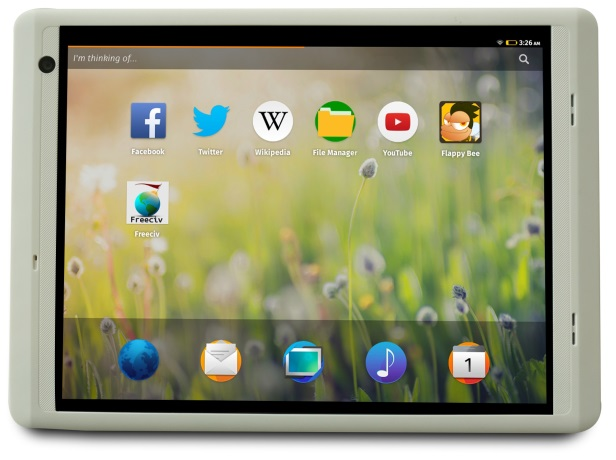 3:26 AM
I'm thinking of...
f
W
Facebook
Twitter
Wikipedia
File Manager
YouTube
Flappy Bee
Freeciv
Freeciv
1